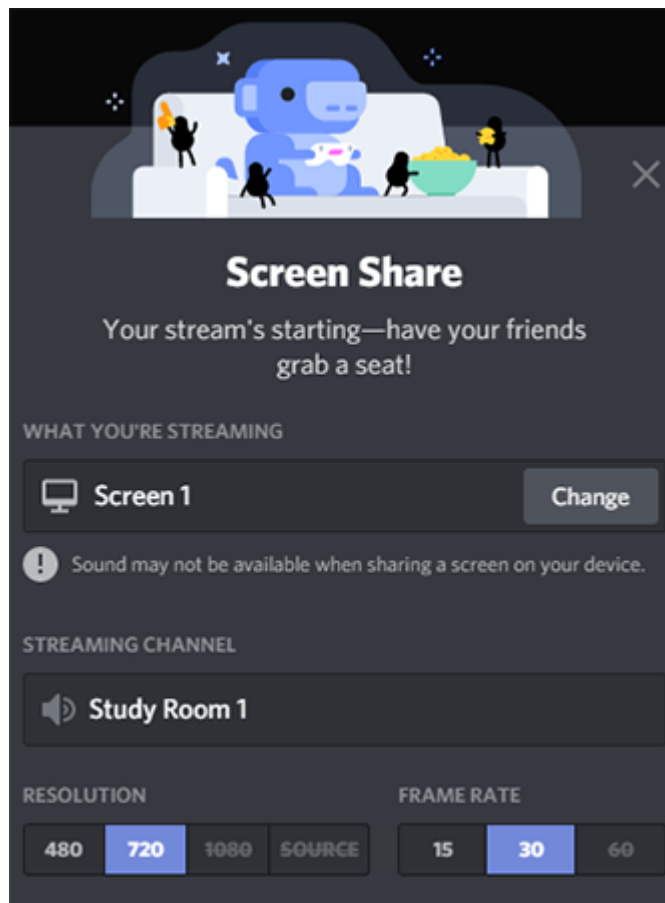 Screen Share
Your stream's starting—have your friends
grab a seat!
WHAT YOU'RE STREAMING
Screen 1
Change
! Sound may not be available when sharing a screen on your device.
STREAMING CHANNEL
Study Room 1
RESOLUTION
FRAME RATE
480 720 1080 SOURCE
15 30 60